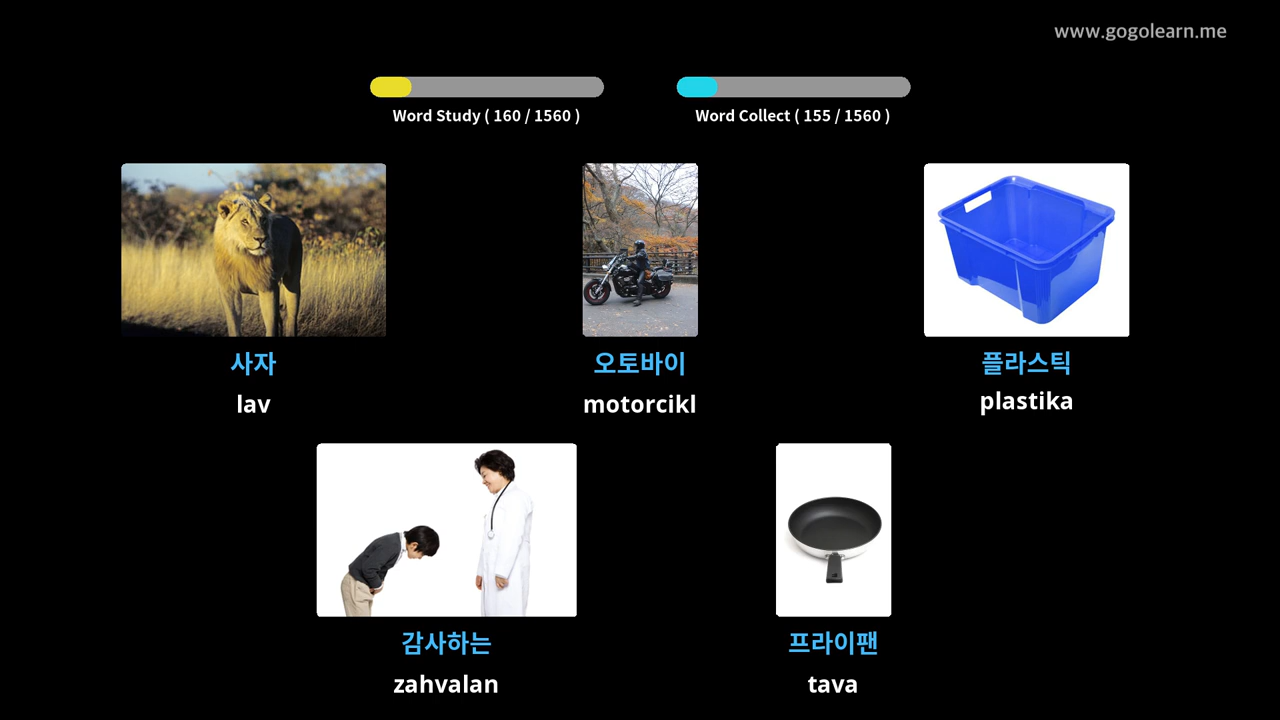 www.gogolearn.me
Word Study ( 160 / 1560 )
Word Collect ( 155 / 1560 )
사자
오토바이
플라스틱
lav
motorcikl
plastika
감사하는
프라이팬
zahvalan
tava